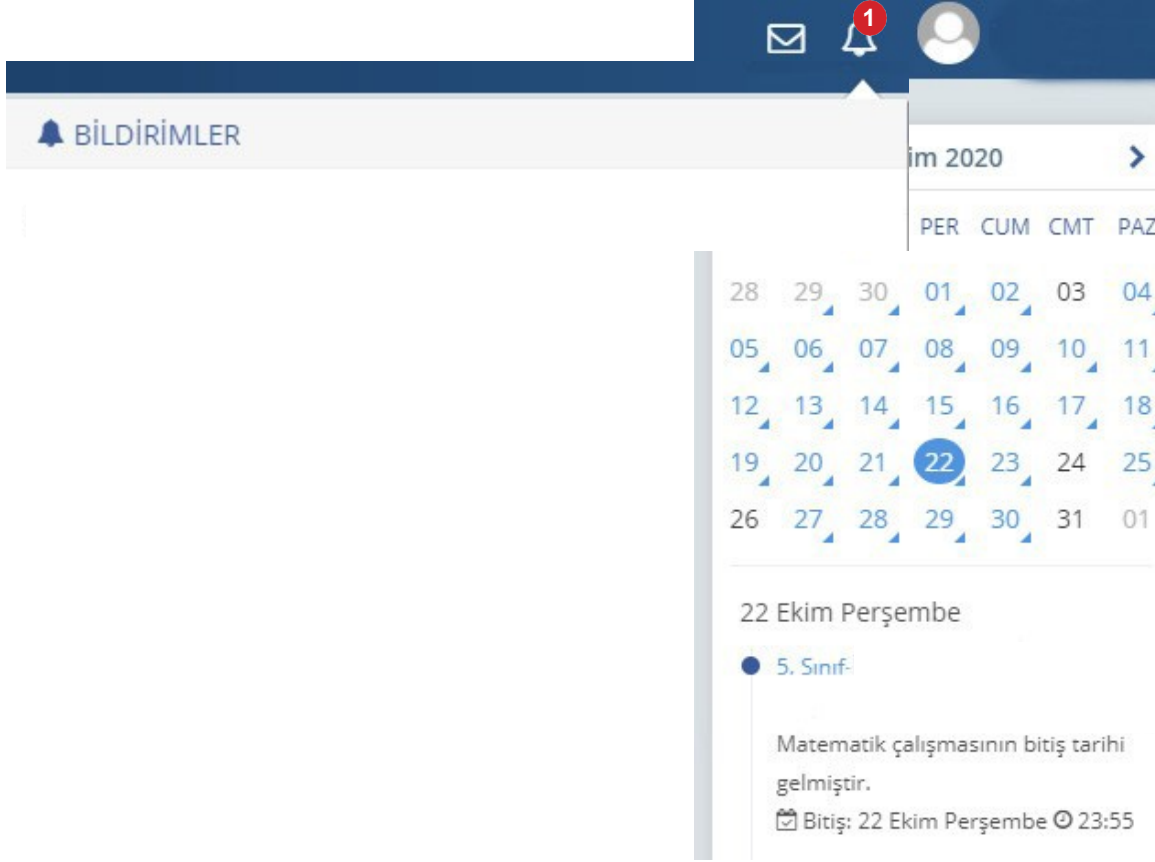 1
BİLDİRİMLER
im 2020
PER CUM CMT PAZ
28 29 30 01 02 03 04
05 06 07 08 09 10 11
12 13 14 15 16 17 18
19 20 21 22 23 24 25
26 27 28 29 30 31 01
22 Ekim Perşembe
5. Sınıf-
Matematik çalışmasının bitiş tarihi
gelmiştir.
Bitiş: 22 Ekim Perşembe 23:55